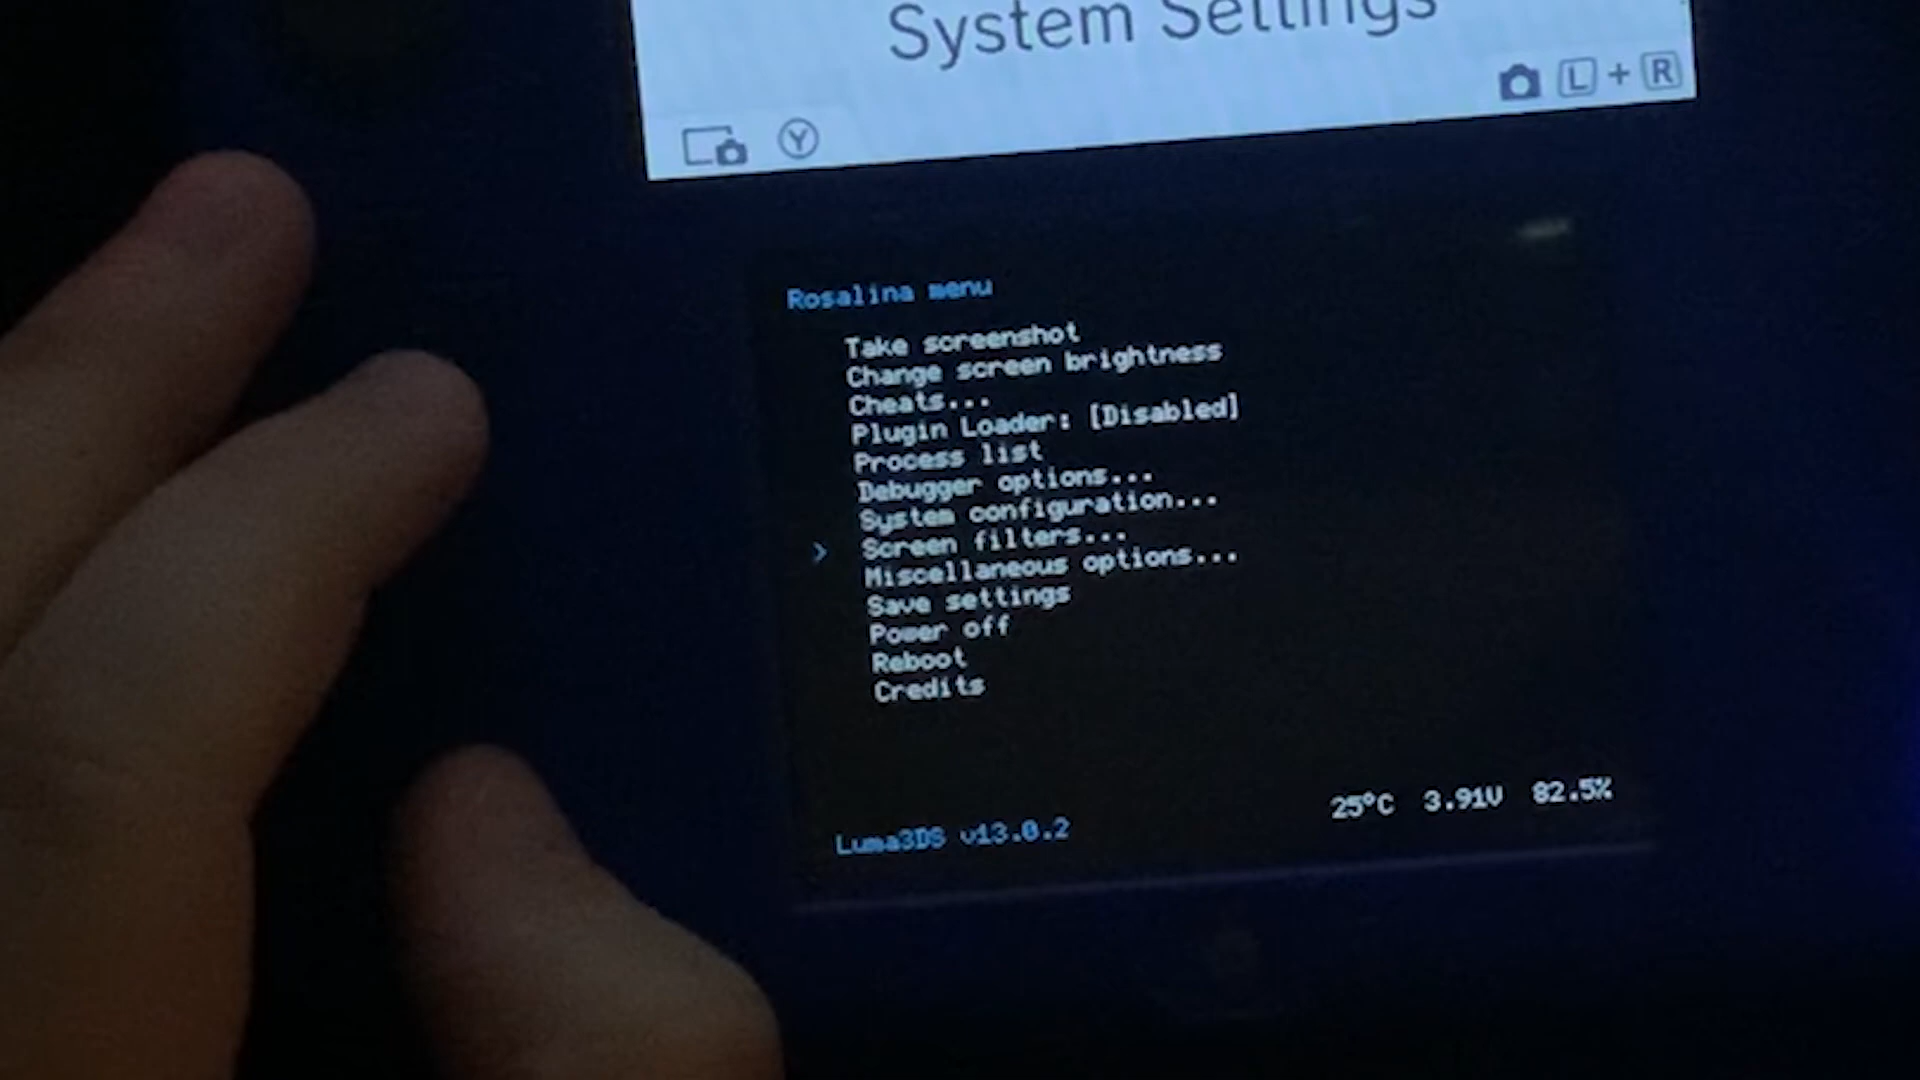 System Settings
Y
L + R
Rosalina menu
Take screenshot
Change screen brightness
Cheats...
Plugin Loader: [Disabled]
Process list
Debugger options...
System configuration...
> Screen filters...
Miscellaneous options...
Save settings
Power off
Reboot
Credits
25°C 3.91V 82.5%
Luma3DS v13.0.2